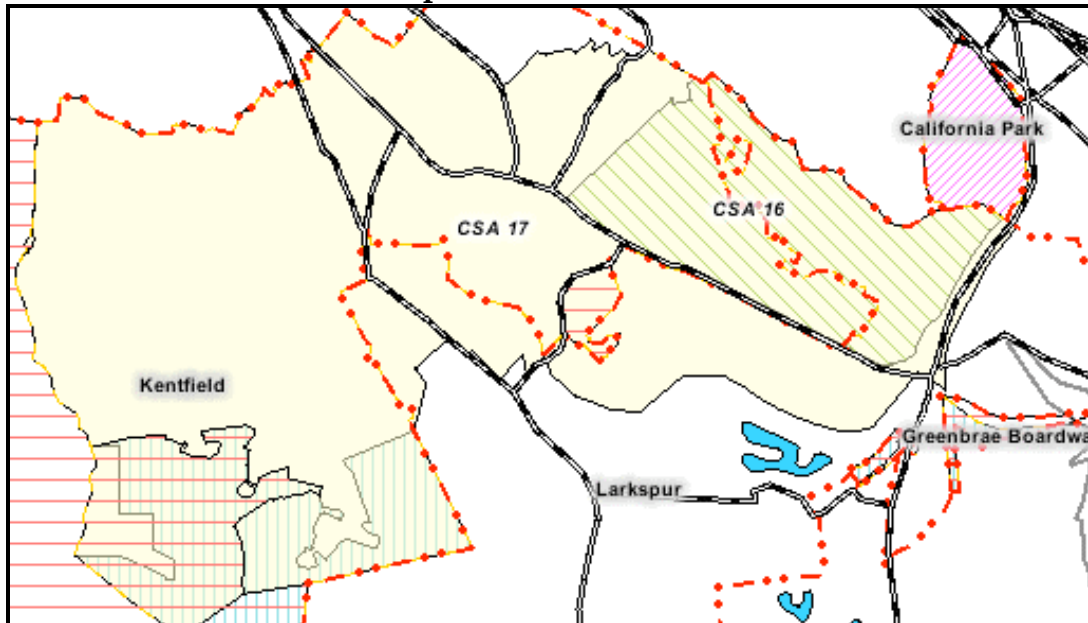 California Park
CSA 16
CSA 17
Kentfield
Greenbrae Boardwa
Larkspur